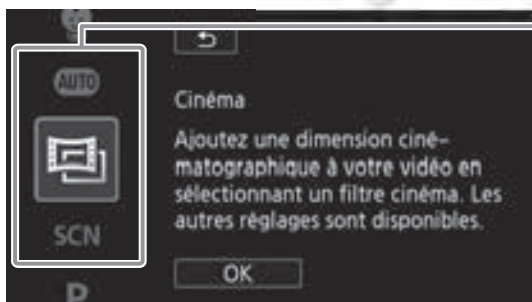 AUTO
SCN
P
Cinéma
Ajoutez une dimension ciné-
matographique à votre vidéo en
sélectionnant un filtre cinéma. Les
autres réglages sont disponibles.
OK